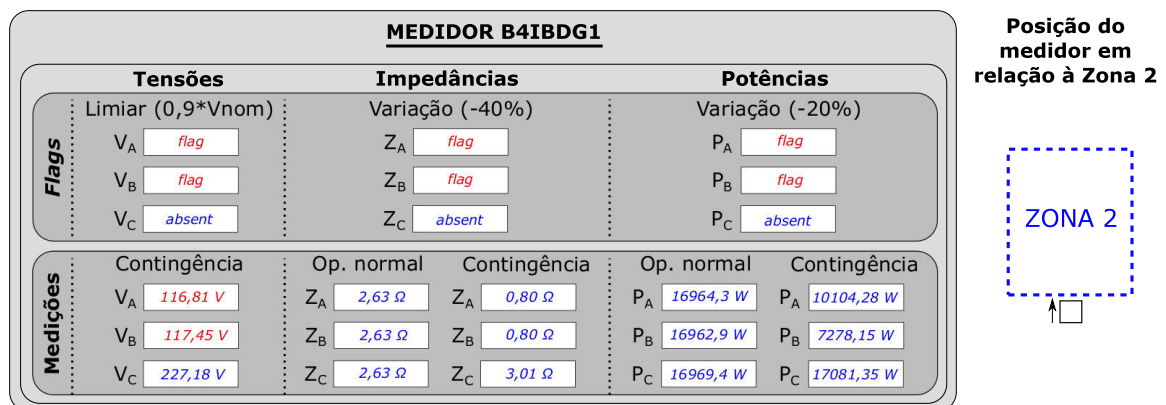 MEDIDOR B4IBDG1
Posição do
medidor em
relação à Zona 2
Tensões Impedâncias Potências
Flags
Limiar (0,9*Vnom) Variação (-40%) Variação (-20%)
VA flag ZA flag PA flag
VB flag ZB flag PB flag
VC absent ZC absent PC absent
ZONA 2
Medições
Contingência Op. normal Contingência Op. normal Contingência
VA 116,81 V ZA 2,63 Ω ZA 0,80 Ω PA 16964,3 W PA 10104,28 W
VB 117,45 V ZB 2,63 Ω ZB 0,80 Ω PB 16962,9 W PB 7278,15 W
VC 227,18 V ZC 2,63 Ω ZC 3,01 Ω PC 16969,4 W PC 17081,35 W